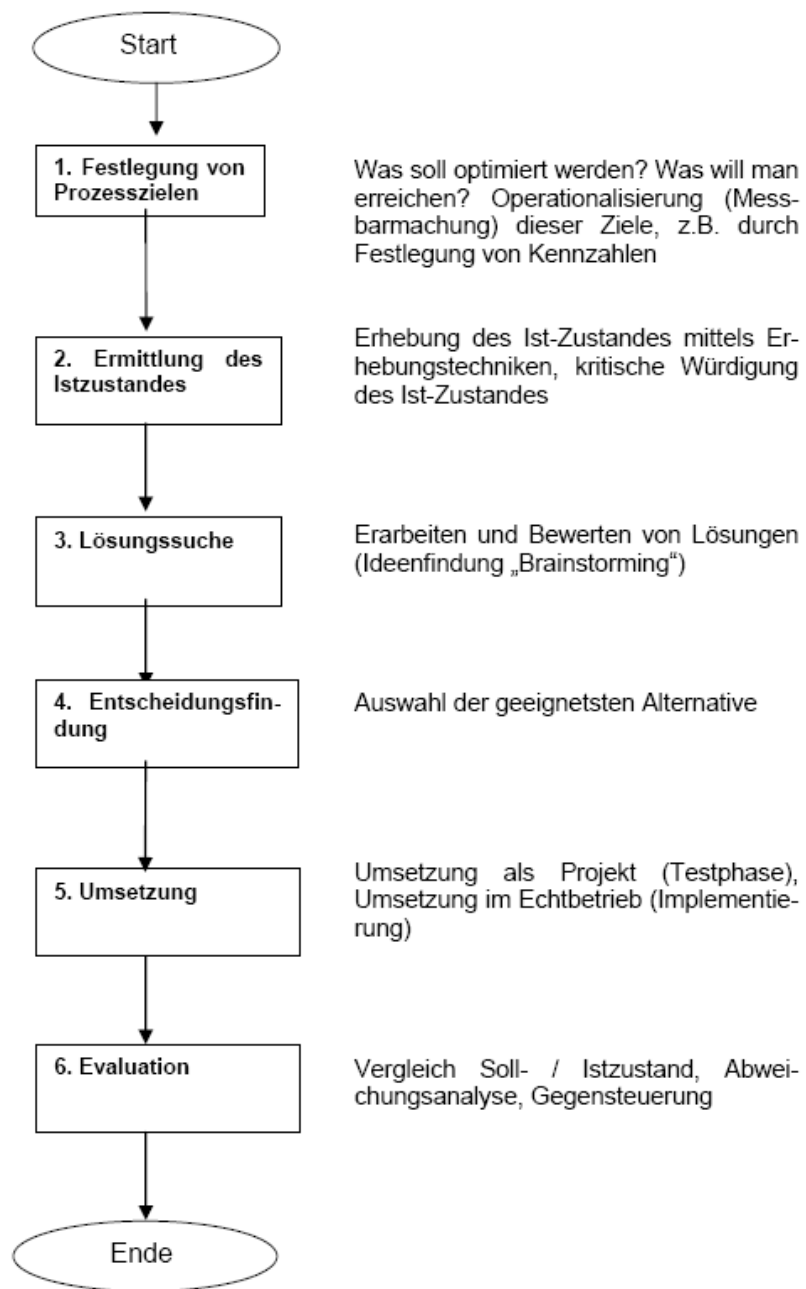 Start
1. Festlegung von
Prozesszielen
Was soll optimiert werden? Was will man
erreichen? Operationalisierung (Mess-
barmachung) dieser Ziele, z.B. durch
Festlegung von Kennzahlen
2. Ermittlung des
Istzustandes
Erhebung des Ist-Zustandes mittels Er-
hebungstechniken, kritische Würdigung
des Ist-Zustandes
3. Lösungssuche
Erarbeiten und Bewerten von Lösungen
(Ideenfindung „Brainstorming“)
4. Entscheidungsfin-
dung
Auswahl der geeignetsten Alternative
5. Umsetzung
Umsetzung als Projekt (Testphase),
Umsetzung im Echtbetrieb (Implementie-
rung)
6. Evaluation
Vergleich Soll- / Istzustand, Abwei-
chungsanalyse, Gegensteuerung
Ende